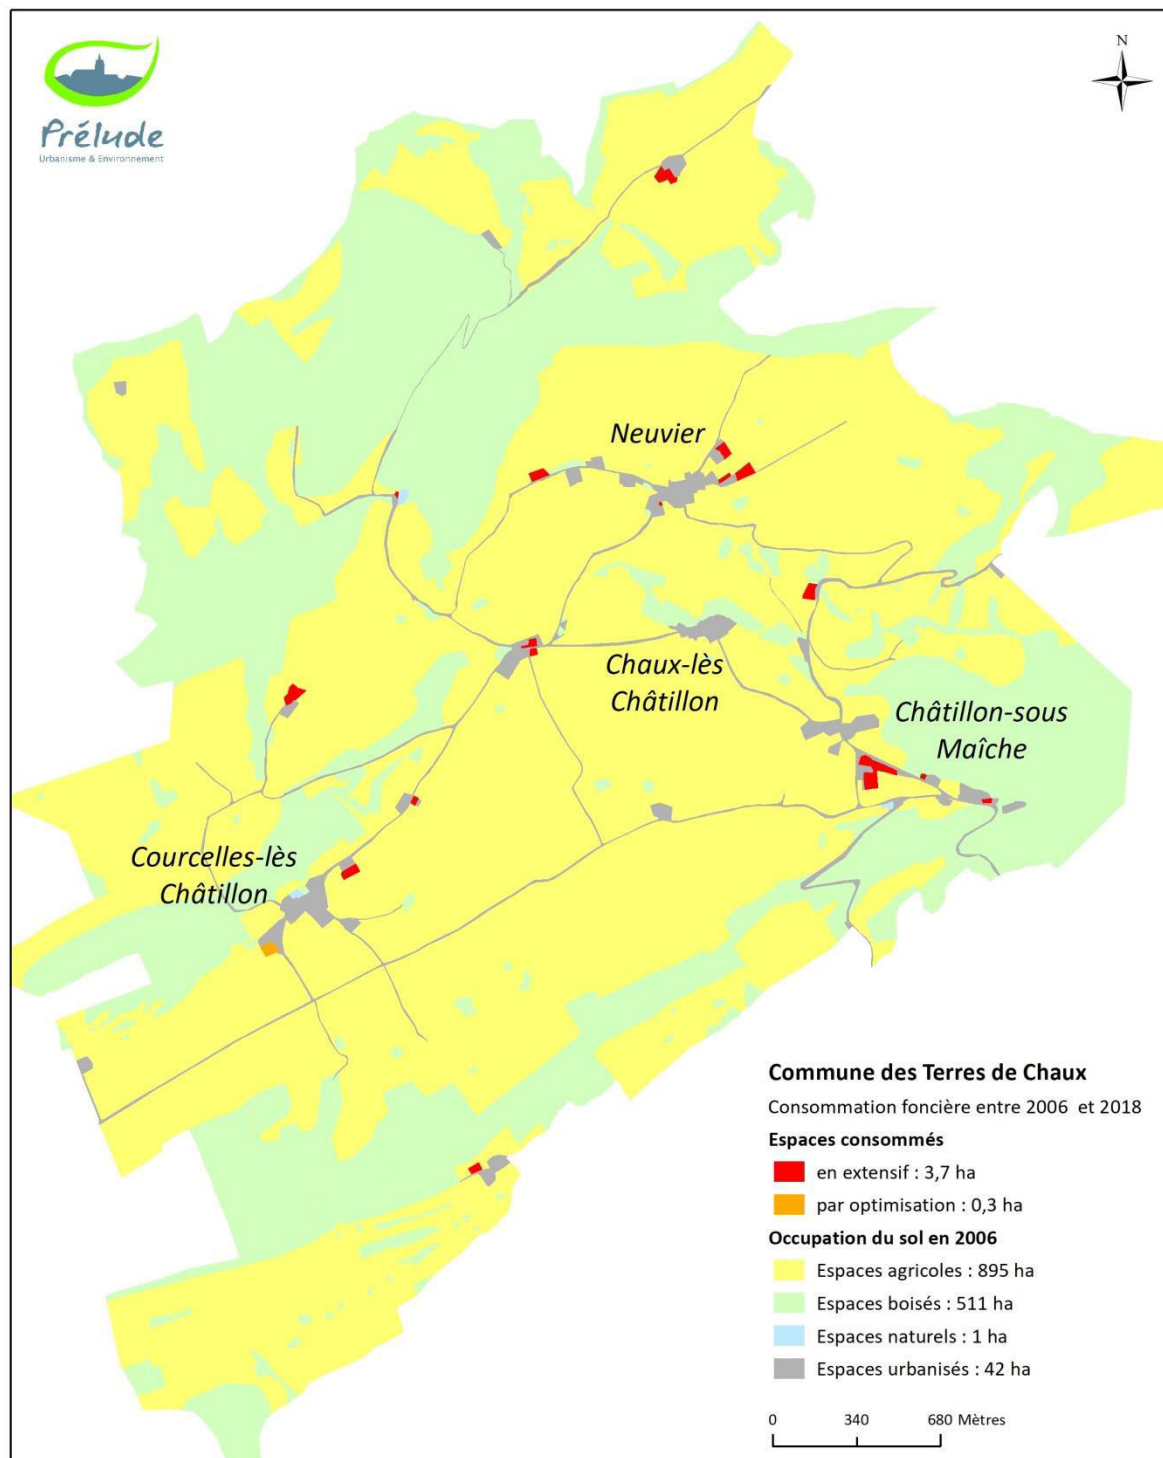 N
Prélude
Urbanisme & Environnement
Neuvier
Chaux-lès
Châtillon
Châtillon-sous
Maîche
Courcelles-lès
Châtillon
Commune des Terres de Chaux
Consommation foncière entre 2006 et 2018
Espaces consommés
en extensif : 3,7 ha
par optimisation : 0,3 ha
Occupation du sol en 2006
Espaces agricoles : 895 ha
Espaces boisés : 511 ha
Espaces naturels : 1 ha
Espaces urbanisés : 42 ha
0 340 680 Mètres